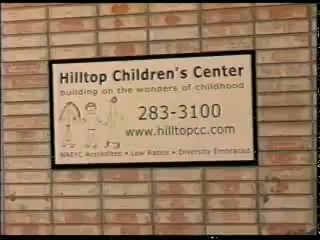 Hilltop Children's Center
building on the wonders of childhood
283-3100
www.hilltopcc.com
NAEYC Accredited • Low Ratios • Diversity Embraced